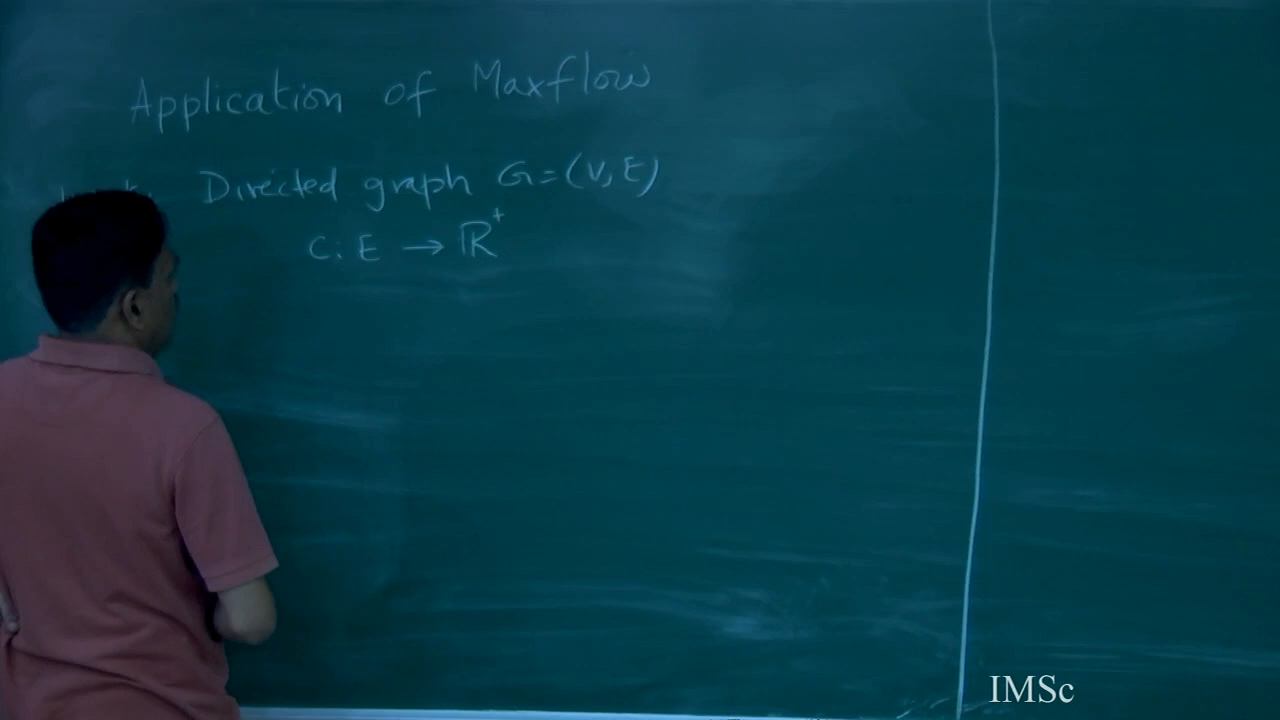 Application of Maxflow
Directed graph G=(V,E)
C: E → ℝ⁺
IMSc